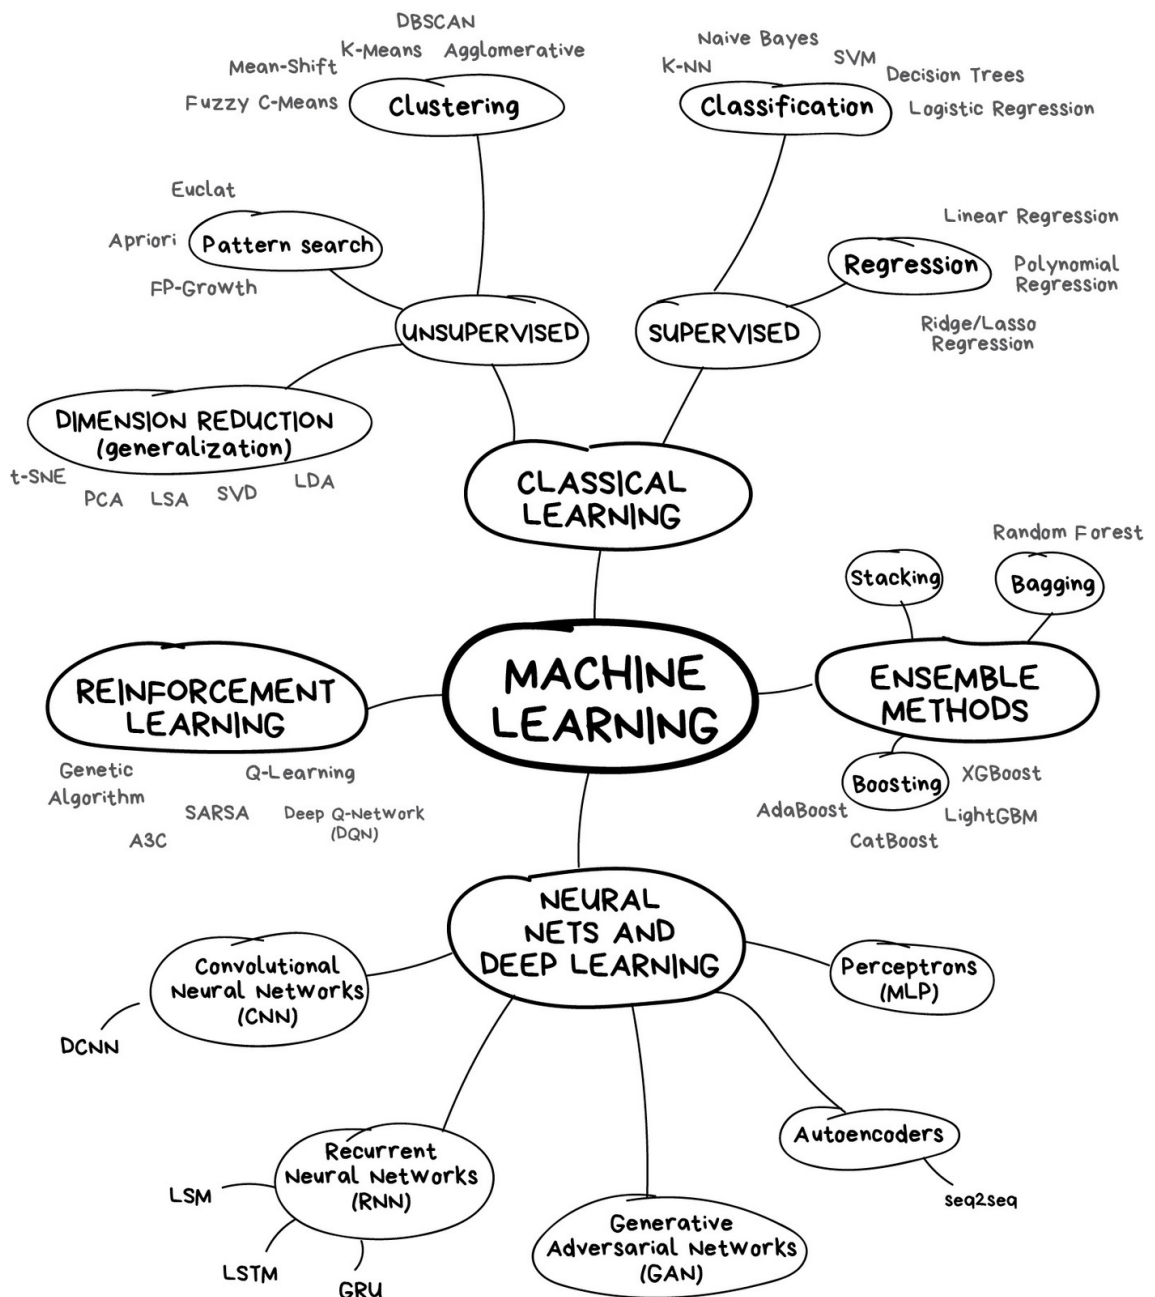 DBSCAN
K-Means
Agglomerative
Mean-Shift
Fuzzy C-Means
Clustering
Naive Bayes
K-NN
SVM
Decision Trees
Classification
Logistic Regression
Euclat
Apriori
Pattern search
FP-Growth
Linear Regression
Regression
Polynomial
Regression
Ridge/Lasso
Regression
UNSUPERVISED
SUPERVISED
DIMENSION REDUCTION
(generalization)
t-SNE
PCA
LSA
SVD
LDA
CLASSICAL
LEARNING
Random Forest
Stacking
Bagging
REINFORCEMENT
LEARNING
MACHINE
LEARNING
ENSEMBLE
METHODS
Genetic
Algorithm
Q-Learning
SARSA
Deep Q-Network
(DQN)
A3C
Boosting
XGBoost
AdaBoost
LightGBM
CatBoost
NEURAL
NETS AND
DEEP LEARNING
Convolutional
Neural Networks
(CNN)
DCNN
Perceptrons
(MLP)
Autoencoders
seq2seq
Recurrent
Neural Networks
(RNN)
LSM
LSTM
GRU
Generative
Adversarial Networks
(GAN)